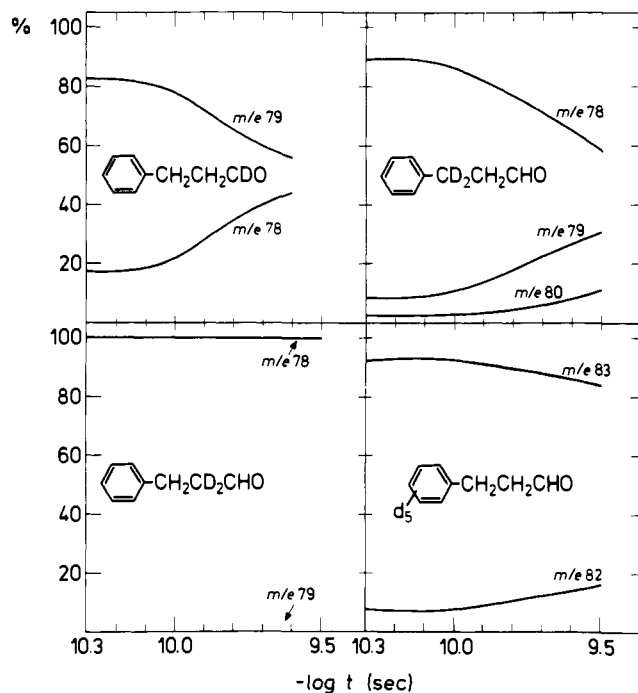 %
100
80
60
40
20
m/e 79
CH₂CH₂CDO
m/e 78
m/e 78
CD₂CH₂CHO
m/e 79
m/e 80
100
80
60
40
20
m/e 78
CH₂CD₂CHO
m/e 79
m/e 83
CH₂CH₂CHO
d₅
m/e 82
10.3 10.0 9.5 10.3 10.0 9.5
-log t (sec)